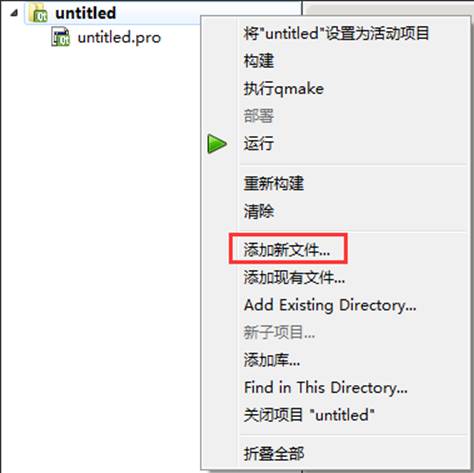 untitled
untitled.pro
将"untitled"设置为活动项目
构建
执行qmake
部署
运行
重新构建
清除
添加新文件...
添加现有文件...
Add Existing Directory...
新子项目...
添加库...
Find in This Directory...
关闭项目 "untitled"
折叠全部